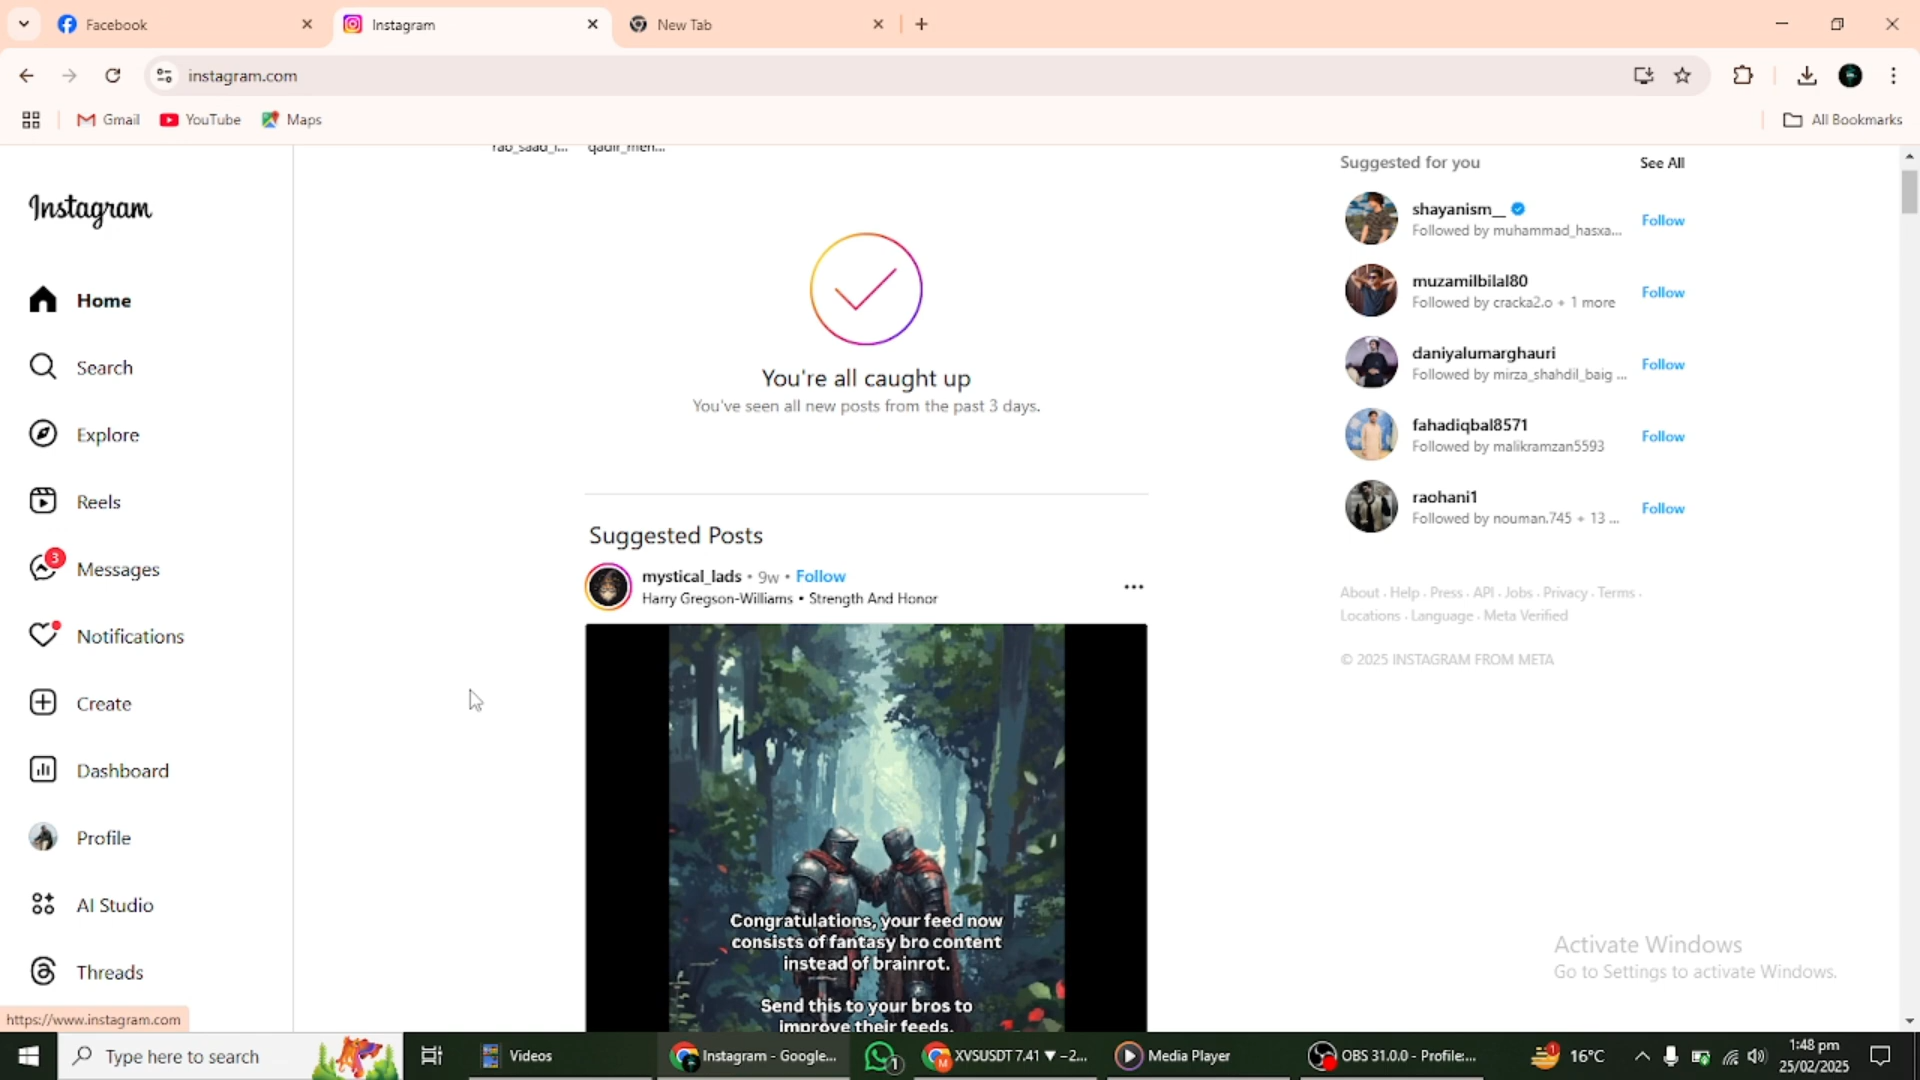 Facebook
Instagram
New Tab
instagram.com
Gmail
YouTube
Maps
All Bookmarks
rao_saad_i...
qadir_meh...
Suggested for you
See All
Instagram
shayanism__
Followed by muhammad_hasxa...
Follow
muzamilbilal80
Followed by cracka2.o + 1 more
Follow
Home
Search
You're all caught up
You've seen all new posts from the past 3 days.
daniyalumarghauri
Followed by mirza_shahdil_baig ...
Follow
Explore
fahadiqbal8571
Followed by malikramzan5593
Follow
Reels
raohani1
Followed by nouman.745 + 13 ...
Follow
Suggested Posts
3
Messages
mystical_lads • 9w • Follow
Harry Gregson-Williams • Strength And Honor
About . Help . Press . API . Jobs . Privacy . Terms .
Locations . Language . Meta Verified
© 2025 INSTAGRAM FROM META
Notifications
Create
Dashboard
Profile
AI Studio
Threads
Congratulations, your feed now
consists of fantasy bro content
instead of brainrot.
Send this to your bros to
improve their feeds.
Activate Windows
Go to Settings to activate Windows.
https://www.instagram.com
Type here to search
Videos
Instagram - Google...
1
M
XVSUSDT 7.41 ▼ −2...
Media Player
OBS 31.0.0 - Profile:...
1
16°C
1:48 pm
25/02/2025